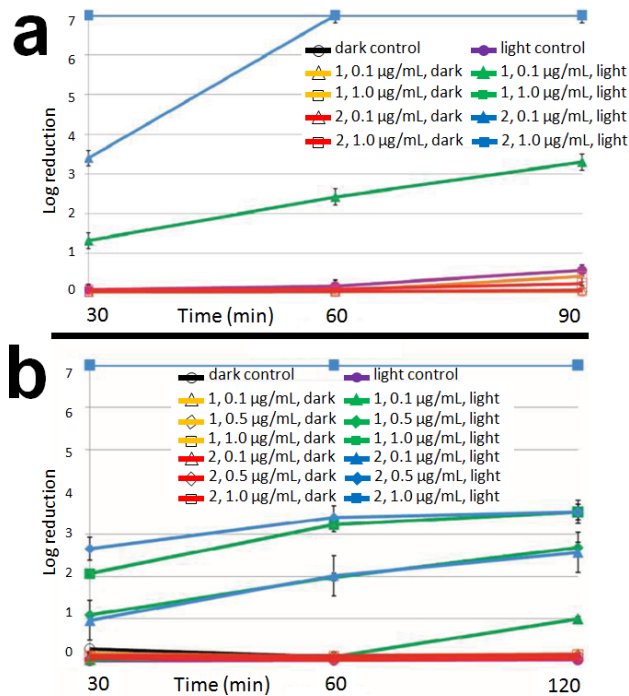 a
7
6
5
4
3
2
1
0
Log reduction
dark control
light control
1, 0.1 µg/mL, dark
1, 0.1 µg/mL, light
1, 1.0 µg/mL, dark
1, 1.0 µg/mL, light
2, 0.1 µg/mL, dark
2, 0.1 µg/mL, light
2, 1.0 µg/mL, dark
2, 1.0 µg/mL, light
30 Time (min) 60 90
b
7
6
5
4
3
2
1
0
Log reduction
dark control
light control
1, 0.1 µg/mL, dark
1, 0.1 µg/mL, light
1, 0.5 µg/mL, dark
1, 0.5 µg/mL, light
1, 1.0 µg/mL, dark
1, 1.0 µg/mL, light
2, 0.1 µg/mL, dark
2, 0.1 µg/mL, light
2, 0.5 µg/mL, dark
2, 0.5 µg/mL, light
2, 1.0 µg/mL, dark
2, 1.0 µg/mL, light
30 Time (min) 60 120